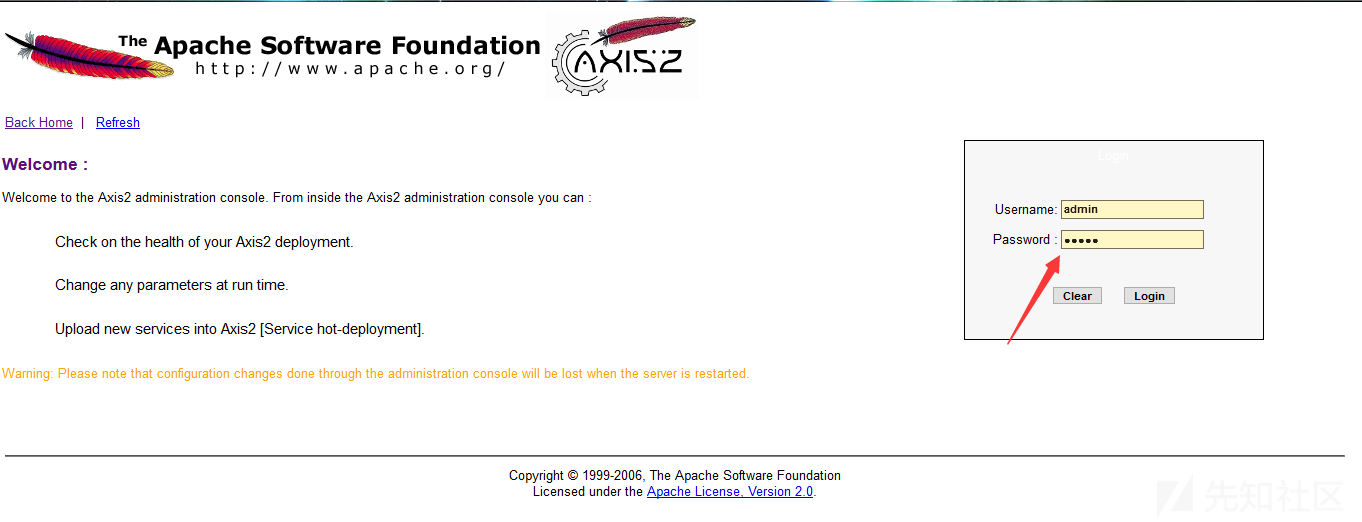 The Apache Software Foundation
http://www.apache.org/
AXIS2
Back Home | Refresh
Login
Welcome :
Welcome to the Axis2 administration console. From inside the Axis2 administration console you can :
Username: admin
Password : •••••
Check on the health of your Axis2 deployment.
Change any parameters at run time.
Clear Login
Upload new services into Axis2 [Service hot-deployment].
Warning: Please note that configuration changes done through the administration console will be lost when the server is restarted.
Copyright © 1999-2006, The Apache Software Foundation
Licensed under the Apache License, Version 2.0.
先知社区